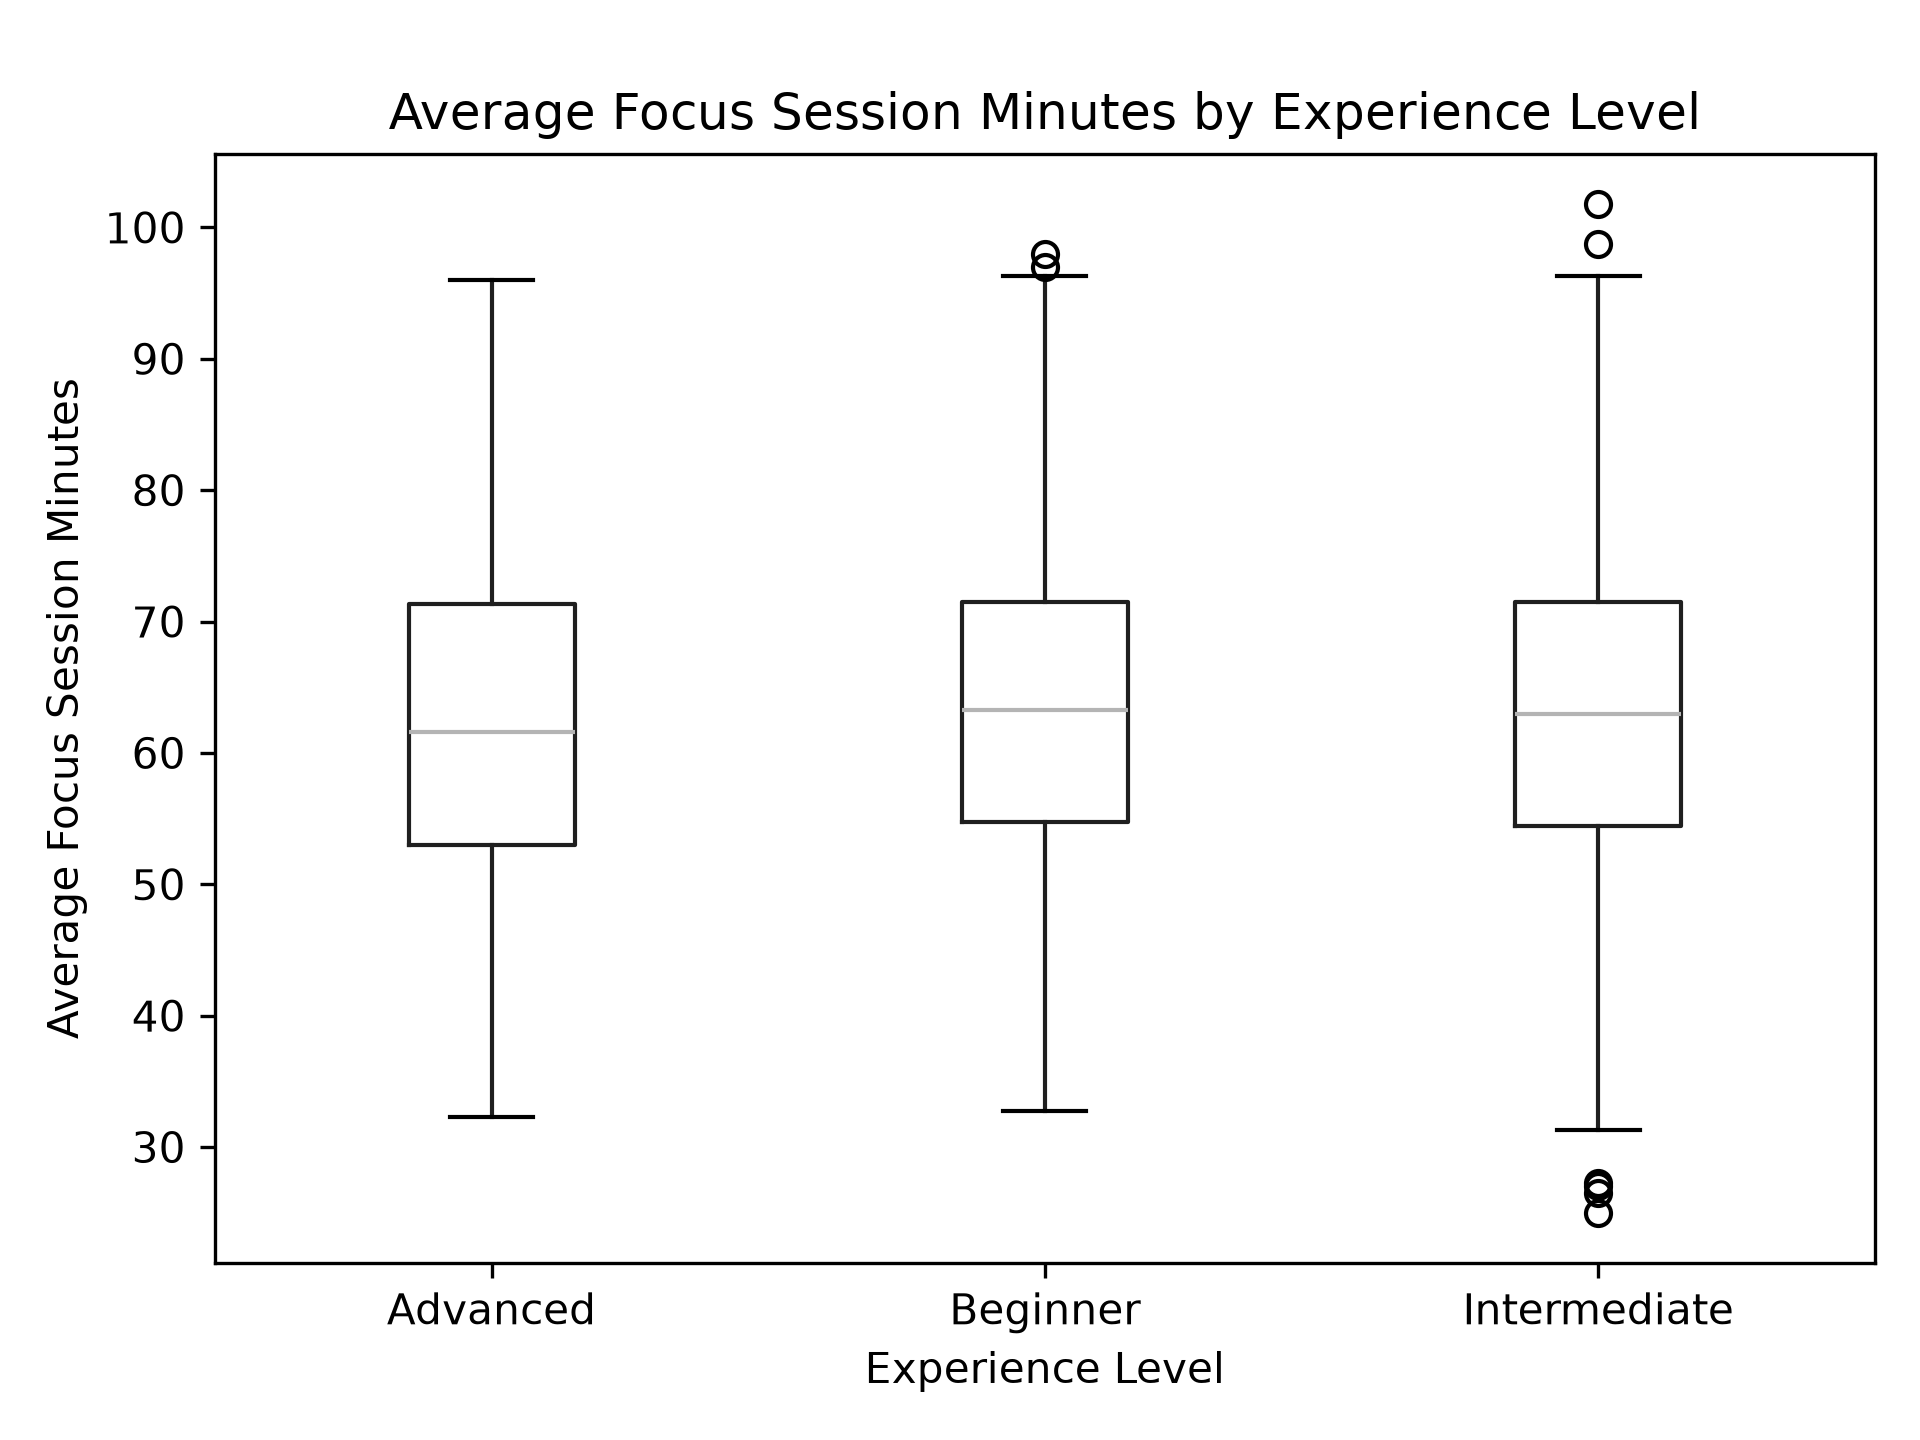 Average Focus Session Minutes by Experience Level
Average Focus Session Minutes
100
90
80
70
60
50
40
30
Advanced Beginner Intermediate
Experience Level